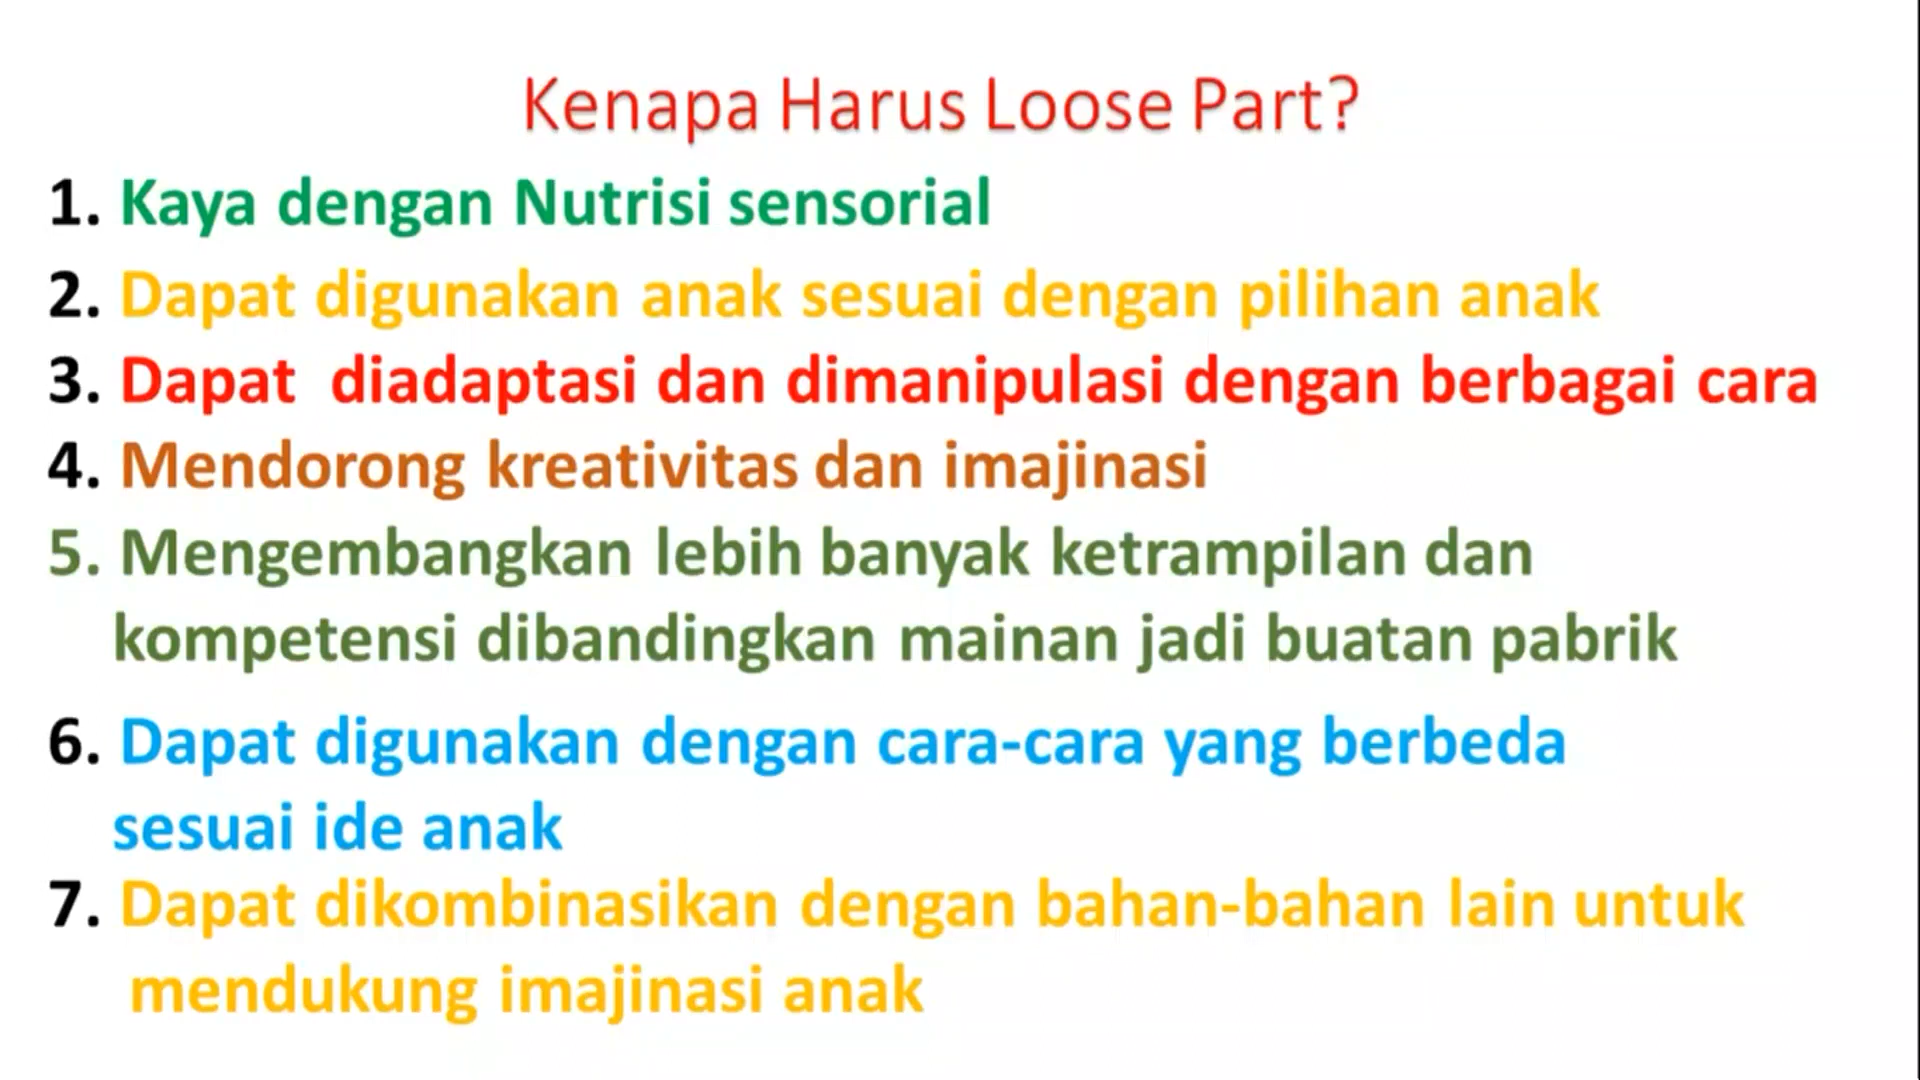 Kenapa Harus Loose Part?
1. Kaya dengan Nutrisi sensorial
2. Dapat digunakan anak sesuai dengan pilihan anak
3. Dapat diadaptasi dan dimanipulasi dengan berbagai cara
4. Mendorong kreativitas dan imajinasi
5. Mengembangkan lebih banyak ketrampilan dan
kompetensi dibandingkan mainan jadi buatan pabrik
6. Dapat digunakan dengan cara-cara yang berbeda
sesuai ide anak
7. Dapat dikombinasikan dengan bahan-bahan lain untuk
mendukung imajinasi anak